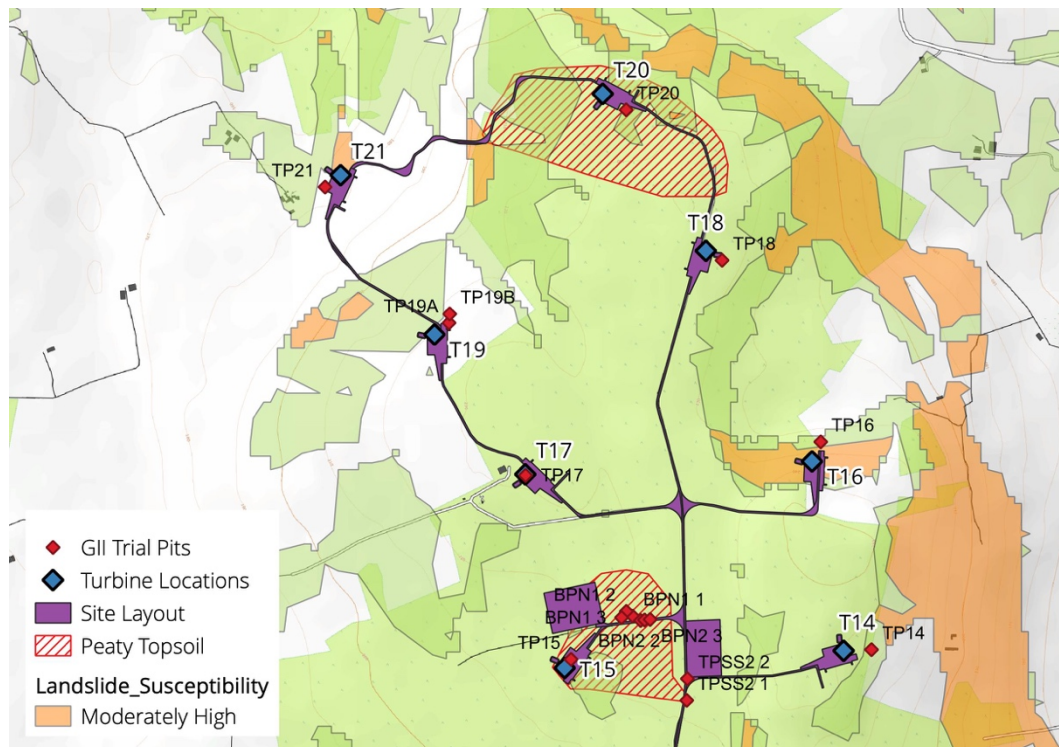 T20
TP20
T21
TP21
T18
TP18
TP19B
TP19A
T19
TP16
T17
TP17
T16
BPN1 2
BPN1 1
BPN1 3
BPN2 2
BPN2 3
T14
TP14
TP15
T15
TPSS2 2
TPSS2 1
GII Trial Pits
Turbine Locations
Site Layout
Peaty Topsoil
Landslide_Susceptibility
Moderately High